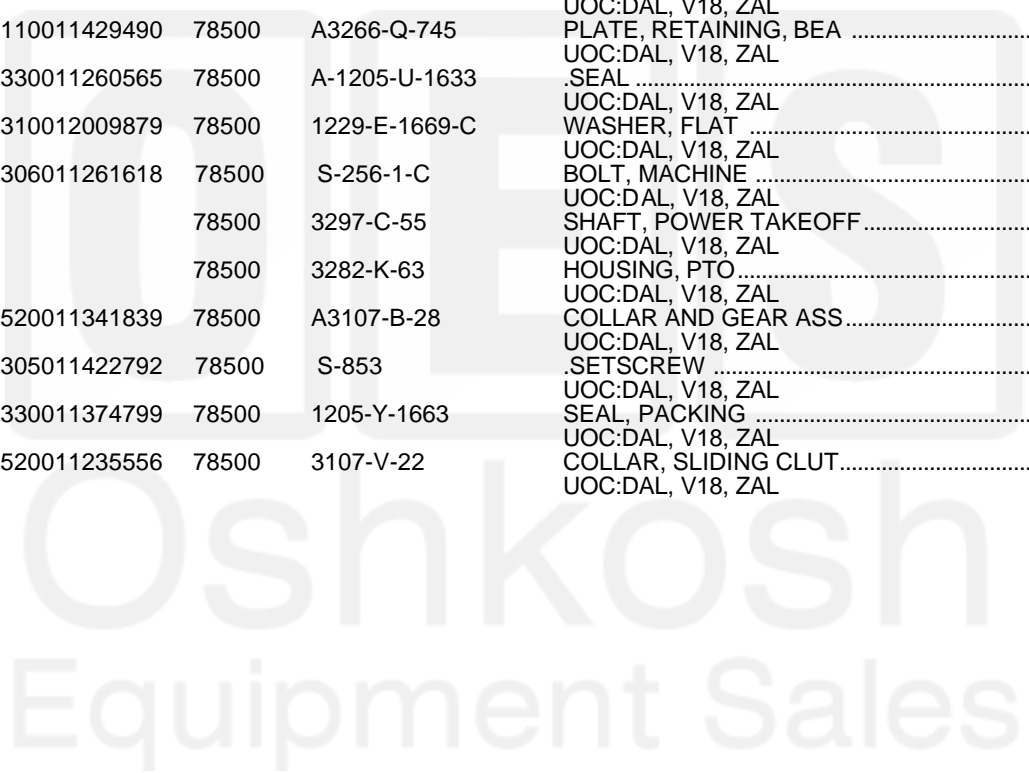 UOC:DAL, V18, ZAL
110011429490 78500 A3266-Q-745 PLATE, RETAINING, BEA ..............................
UOC:DAL, V18, ZAL
330011260565 78500 A-1205-U-1633 .SEAL ..................................................................
UOC:DAL, V18, ZAL
310012009879 78500 1229-E-1669-C WASHER, FLAT ...............................................
UOC:DAL, V18, ZAL
306011261618 78500 S-256-1-C BOLT, MACHINE ..............................................
UOC:DAL, V18, ZAL
78500 3297-C-55 SHAFT, POWER TAKEOFF............................
UOC:DAL, V18, ZAL
78500 3282-K-63 HOUSING, PTO.................................................
UOC:DAL, V18, ZAL
520011341839 78500 A3107-B-28 COLLAR AND GEAR ASS...............................
UOC:DAL, V18, ZAL
305011422792 78500 S-853 .SETSCREW .....................................................
UOC:DAL, V18, ZAL
330011374799 78500 1205-Y-1663 SEAL, PACKING ..............................................
UOC:DAL, V18, ZAL
520011235556 78500 3107-V-22 COLLAR, SLIDING CLUT................................
UOC:DAL, V18, ZAL
OES
Oshkosh
Equipment Sales